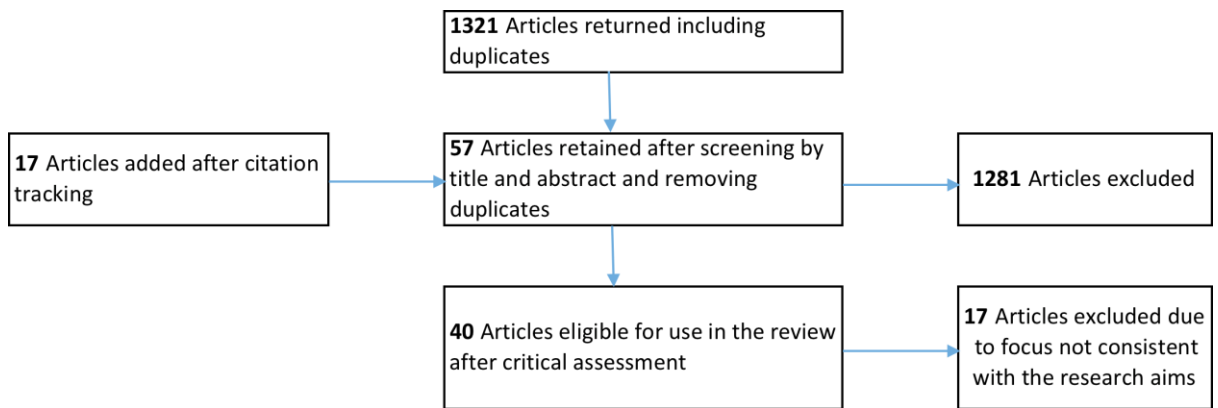 1321 Articles returned including
duplicates
17 Articles added after citation
tracking
57 Articles retained after screening by
title and abstract and removing
duplicates
1281 Articles excluded
40 Articles eligible for use in the review
after critical assessment
17 Articles excluded due
to focus not consistent
with the research aims